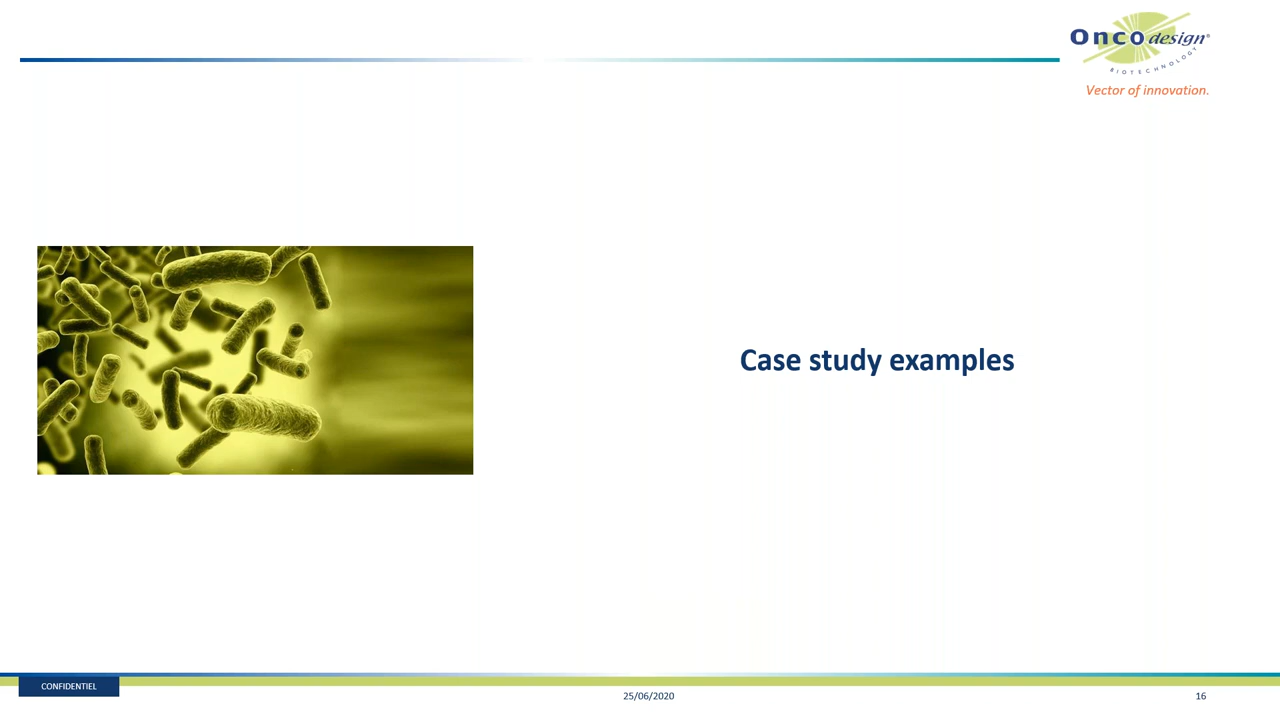 Oncodesign®
BIOTECHNOLOGY
Vector of innovation.
Case study examples
CONFIDENTIEL
25/06/2020
16